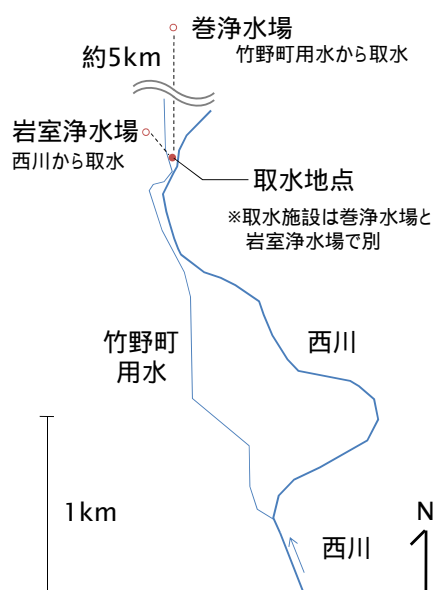 巻浄水場
竹野町用水から取水
約5km
岩室浄水場
西川から取水
取水地点
※取水施設は巻浄水場と
岩室浄水場で別
竹野町
用水
西川
1km
N
西川